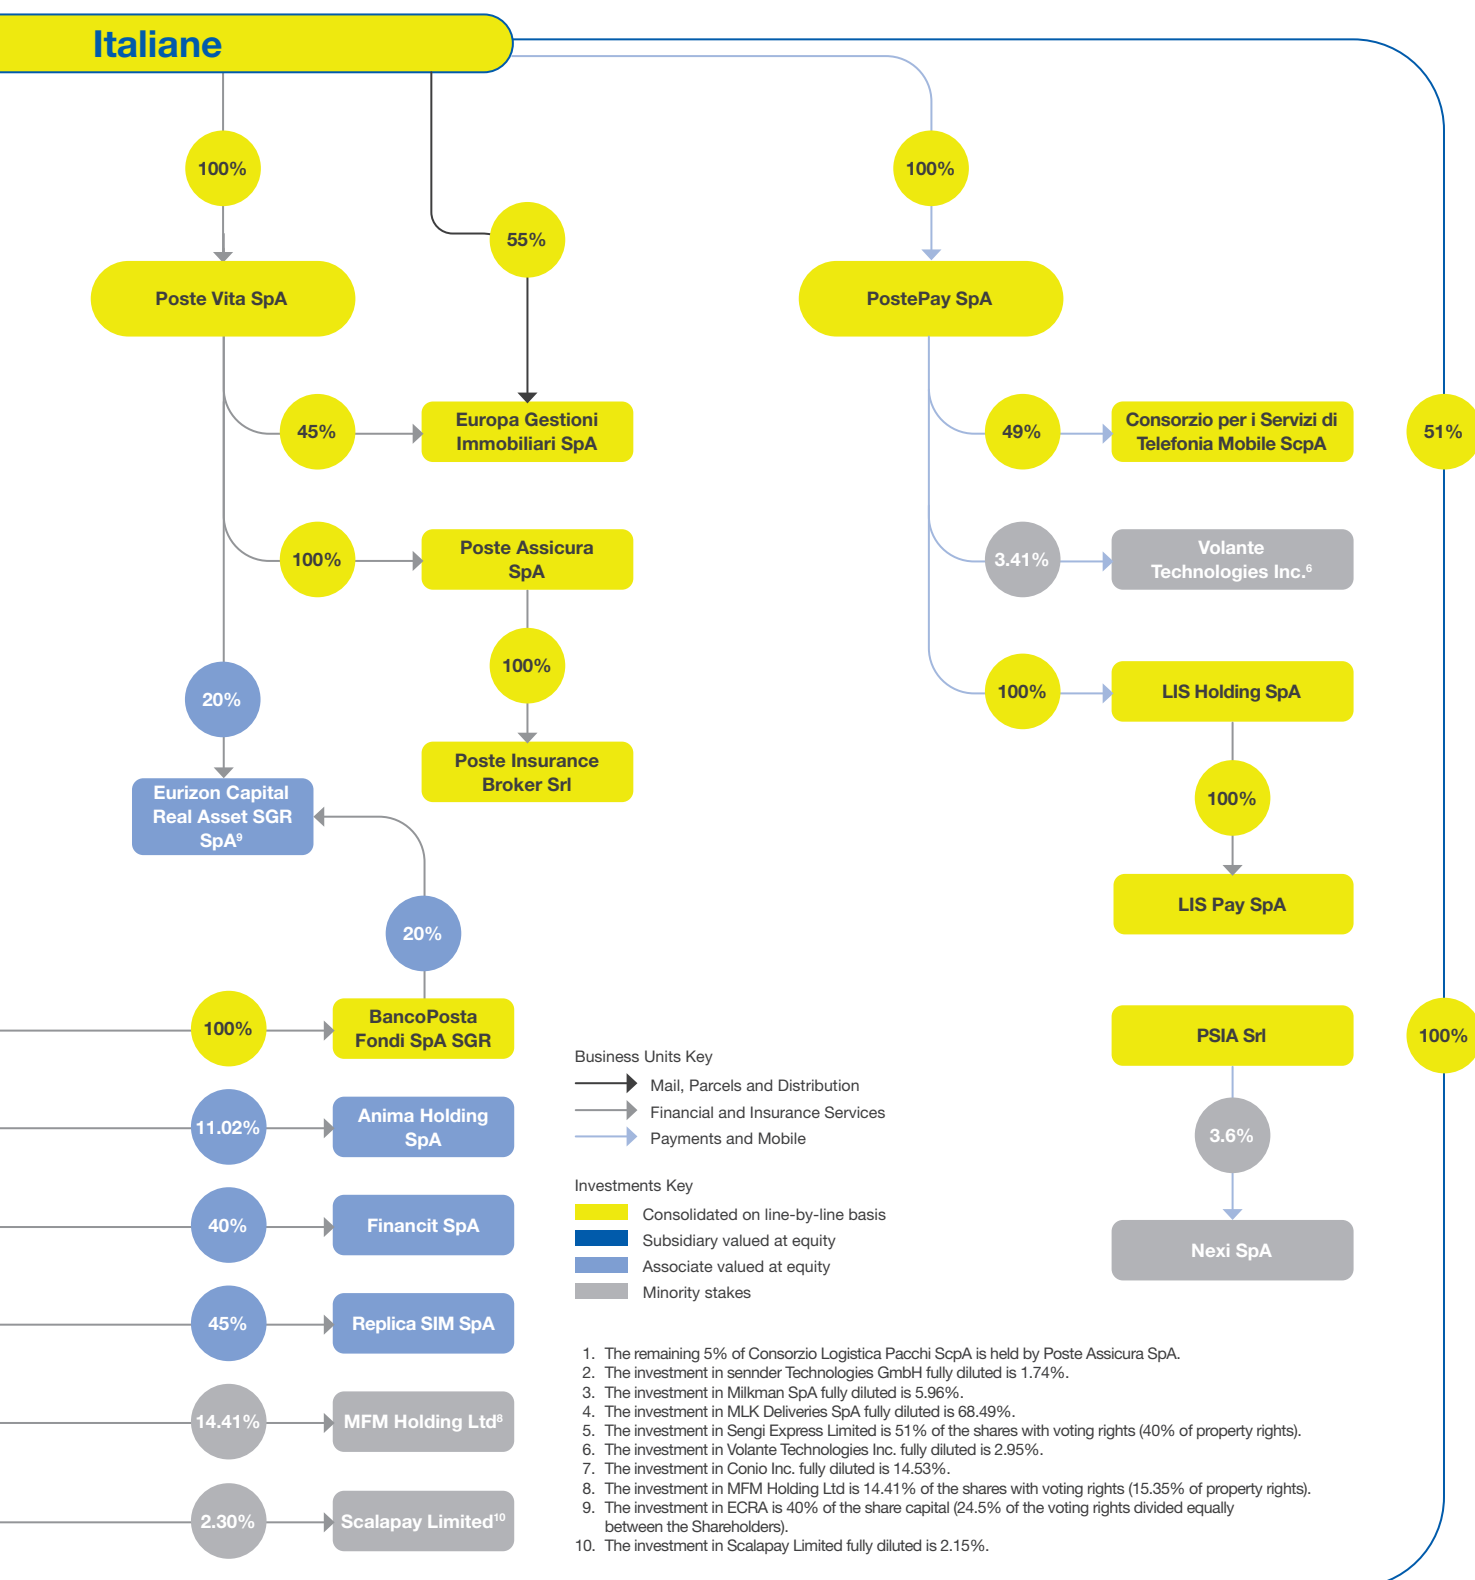 Italiane
100%
100%
55%
Poste Vita SpA
PostePay SpA
45%
Europa Gestioni
Immobiliari SpA
49%
Consorzio per i Servizi di
Telefonia Mobile ScpA
51%
100%
Poste Assicura
SpA
3.41%
Volante
Technologies Inc.6
100%
20%
100%
LIS Holding SpA
Poste Insurance
Broker Srl
Eurizon Capital
Real Asset SGR
SpA9
100%
LIS Pay SpA
20%
100%
BancoPosta
Fondi SpA SGR
PSIA Srl
100%
11.02%
Anima Holding
SpA
3.6%
40%
Financit SpA
Nexi SpA
45%
Replica SIM SpA
14.41%
MFM Holding Ltd8
2.30%
Scalapay Limited10
Business Units Key
Mail, Parcels and Distribution
Financial and Insurance Services
Payments and Mobile
Investments Key
Consolidated on line-by-line basis
Subsidiary valued at equity
Associate valued at equity
Minority stakes
1. The remaining 5% of Consorzio Logistica Pacchi ScpA is held by Poste Assicura SpA.
2. The investment in sennder Technologies GmbH fully diluted is 1.74%.
3. The investment in Milkman SpA fully diluted is 5.96%.
4. The investment in MLK Deliveries SpA fully diluted is 68.49%.
5. The investment in Sengi Express Limited is 51% of the shares with voting rights (40% of property rights).
6. The investment in Volante Technologies Inc. fully diluted is 2.95%.
7. The investment in Conio Inc. fully diluted is 14.53%.
8. The investment in MFM Holding Ltd is 14.41% of the shares with voting rights (15.35% of property rights).
9. The investment in ECRA is 40% of the share capital (24.5% of the voting rights divided equally
between the Shareholders).
10. The investment in Scalapay Limited fully diluted is 2.15%.